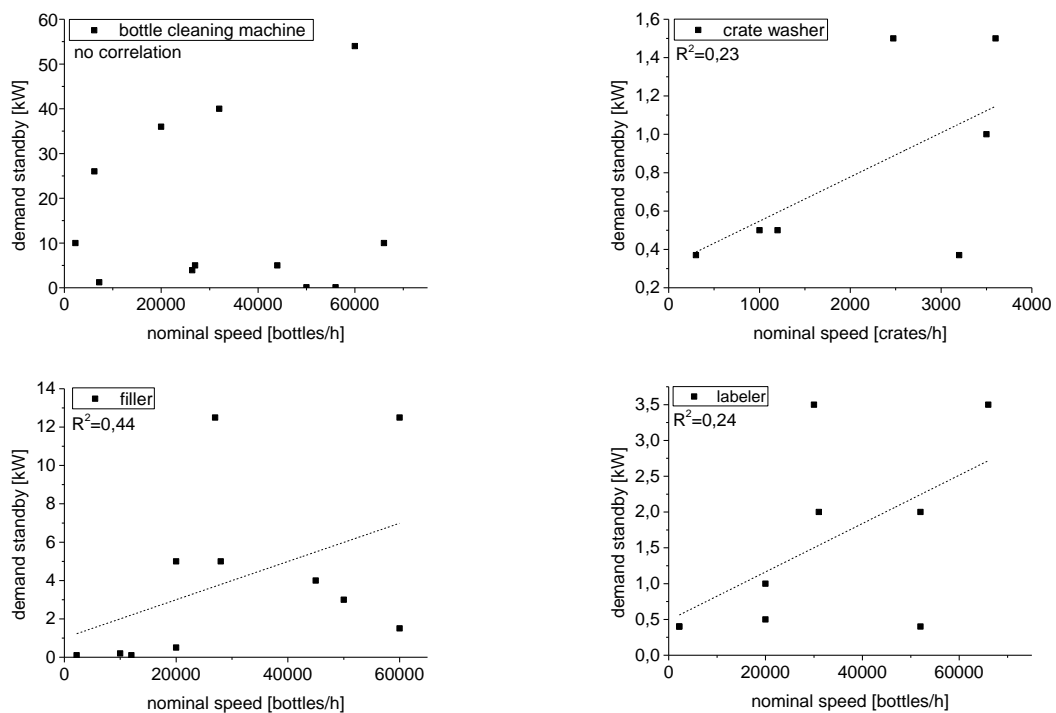 bottle cleaning machine
no correlation
60
50
40
30
20
10
0
demand standby [kW]
0 20000 40000 60000
nominal speed [bottles/h]
crate washer
R²=0,23
1,6
1,4
1,2
1,0
0,8
0,6
0,4
0,2
demand standby [kW]
0 1000 2000 3000 4000
nominal speed [crates/h]
filler
R²=0,44
14
12
10
8
6
4
2
0
demand standby [kW]
0 20000 40000 60000
nominal speed [bottles/h]
labeler
R²=0,24
3,5
3,0
2,5
2,0
1,5
1,0
0,5
0,0
demand standby [kW]
0 20000 40000 60000
nominal speed [bottles/h]